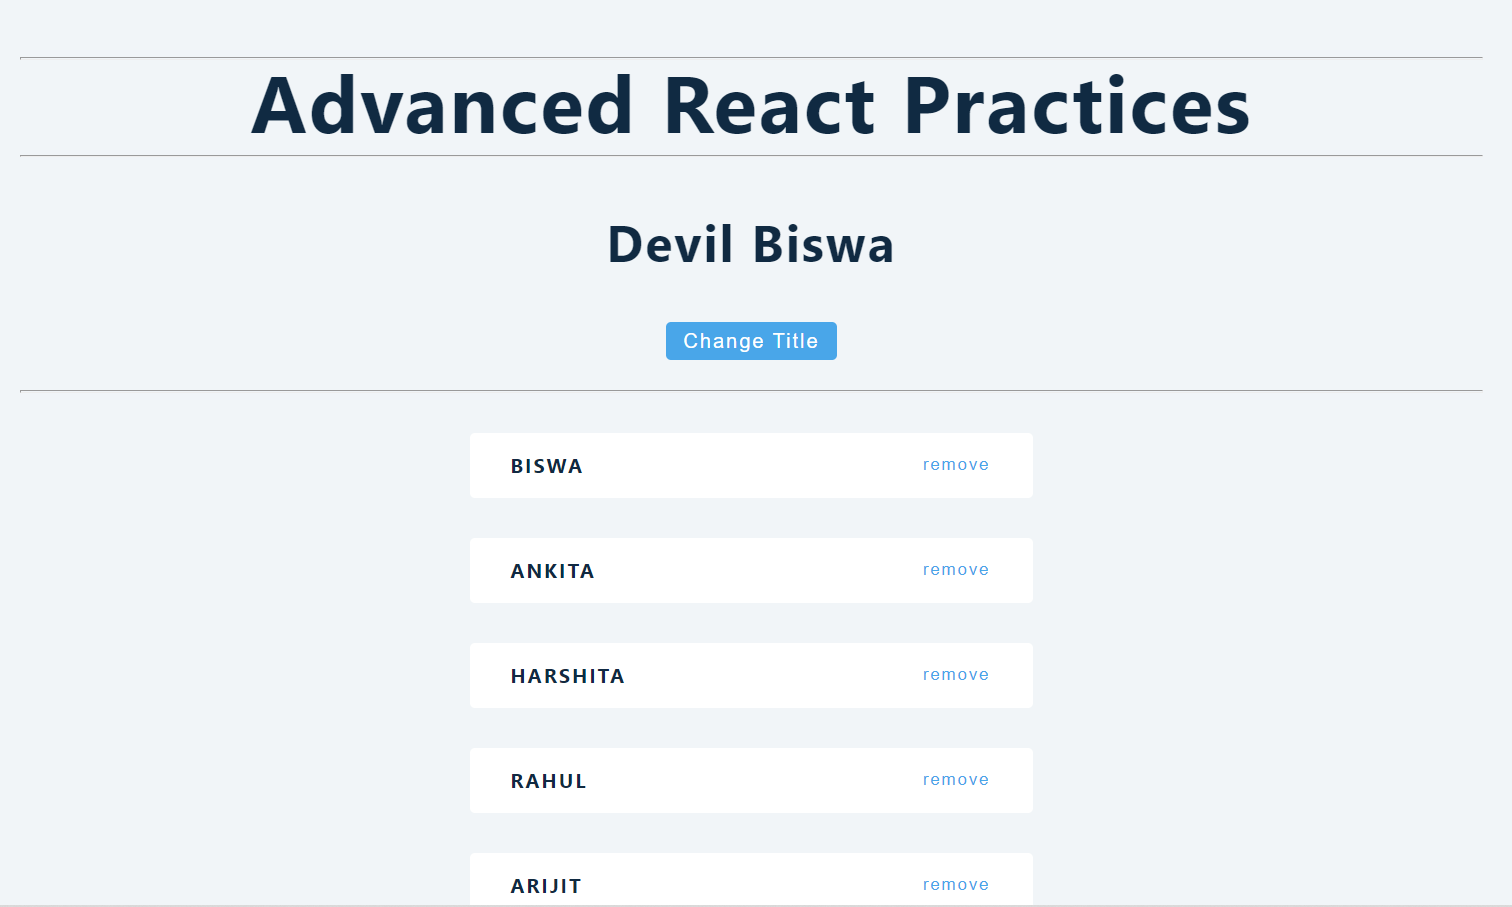 Advanced React Practices
Devil Biswa
Change Title
BISWA remove
ANKITA remove
HARSHITA remove
RAHUL remove
ARIJIT remove